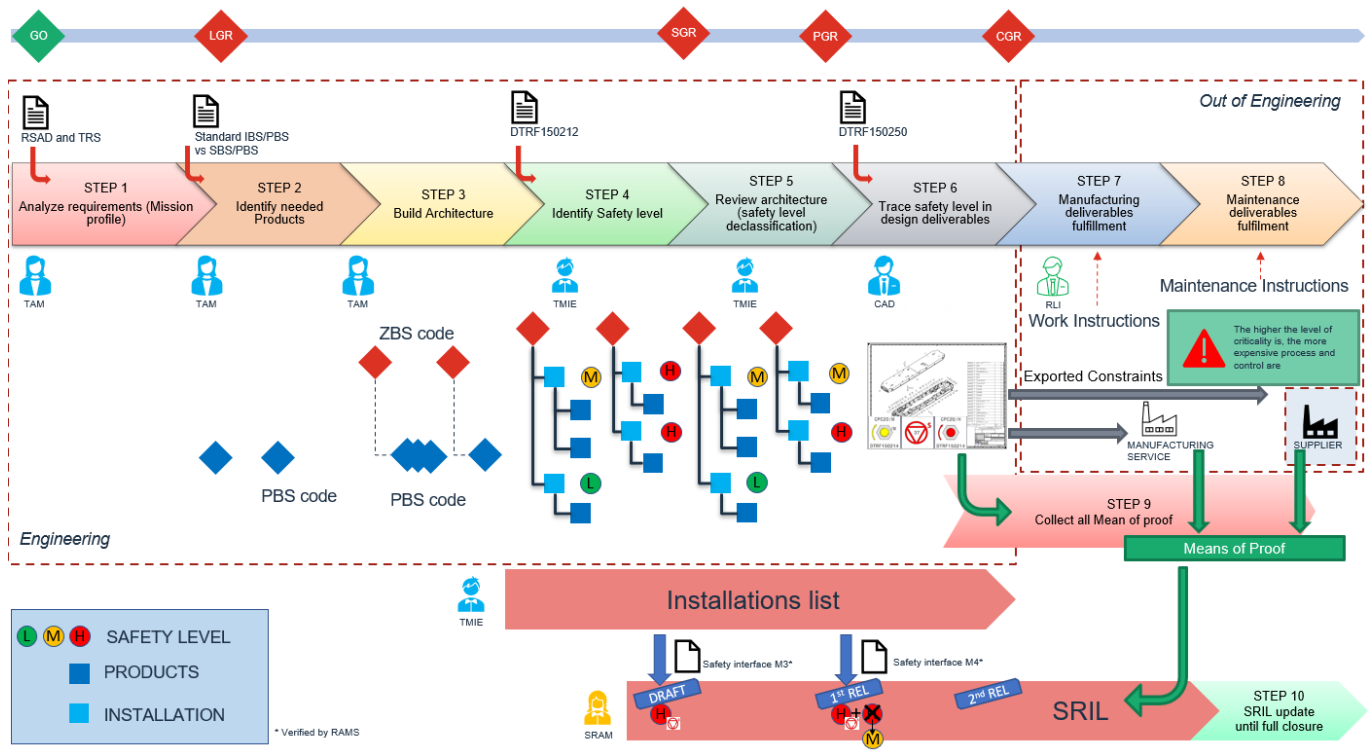 GO
LGR
SGR
PGR
CGR
Out of Engineering
RSAD and TRS
Standard IBS/PBS
vs SBS/PBS
DTRF150212
DTRF150250
STEP 1
Analyze requirements (Mission
profile)
STEP 2
Identify needed
Products
STEP 3
Build Architecture
STEP 4
Identify Safety level
STEP 5
Review architecture
(safety level
declassification)
STEP 6
Trace safety level in
design deliverables
STEP 7
Manufacturing
deliverables
fulfillment
STEP 8
Maintenance
deliverables
fulfilment
TAM
TAM
TAM
TMIE
TMIE
CAD
RLI
Work Instructions
Maintenance Instructions
ZBS code
The higher the level of
criticality is, the more
expensive process and
control are
M
H
M
M
H
H
L
L
Exported Constraints
MANUFACTURING
SERVICE
SUPPLIER
PBS code
PBS code
Engineering
STEP 9
Collect all Mean of proof
Means of Proof
TMIE
Installations list
L M H SAFETY LEVEL
PRODUCTS
INSTALLATION
* Verified by RAMS
Safety interface M3*
Safety interface M4*
SRAM
DRAFT
H
1st REL
H + X
M
2nd REL
SRIL
STEP 10
SRIL update
until full closure